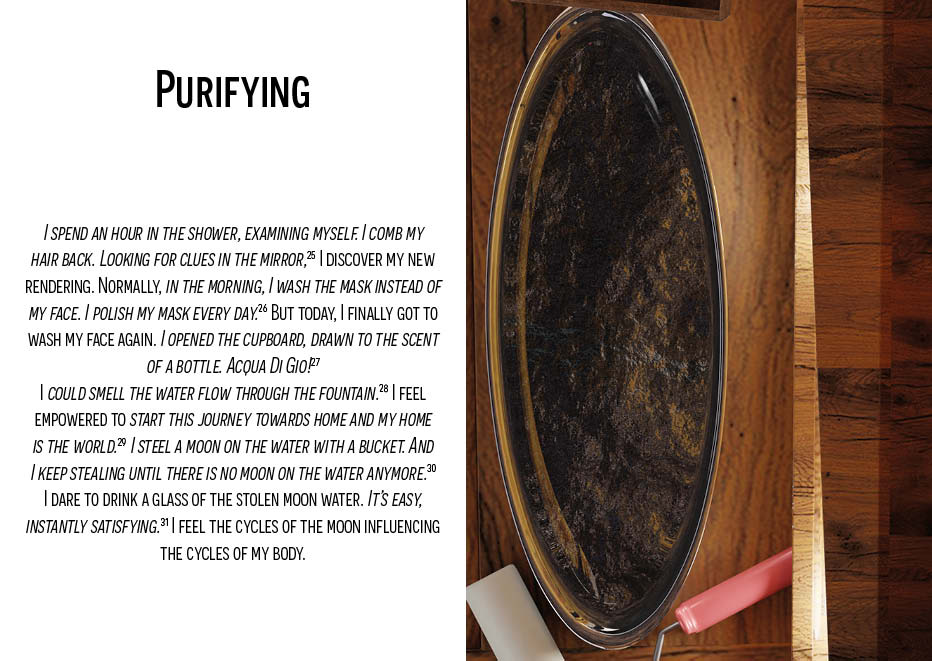 PURIFYING
I SPEND AN HOUR IN THE SHOWER, EXAMINING MYSELF. I COMB MY
HAIR BACK. LOOKING FOR CLUES IN THE MIRROR,²⁵ I DISCOVER MY NEW
RENDERING. NORMALLY, IN THE MORNING, I WASH THE MASK INSTEAD OF
MY FACE. I POLISH MY MASK EVERY DAY.²⁶ BUT TODAY, I FINALLY GOT TO
WASH MY FACE AGAIN. I OPENED THE CUPBOARD, DRAWN TO THE SCENT
OF A BOTTLE. ACQUA DI GIO!²⁷
I COULD SMELL THE WATER FLOW THROUGH THE FOUNTAIN.²⁸ I FEEL
EMPOWERED TO START THIS JOURNEY TOWARDS HOME AND MY HOME
IS THE WORLD.²⁹ I STEEL A MOON ON THE WATER WITH A BUCKET. AND
I KEEP STEALING UNTIL THERE IS NO MOON ON THE WATER ANYMORE.³⁰
I DARE TO DRINK A GLASS OF THE STOLEN MOON WATER. IT'S EASY,
INSTANTLY SATISFYING.³¹ I FEEL THE CYCLES OF THE MOON INFLUENCING
THE CYCLES OF MY BODY.